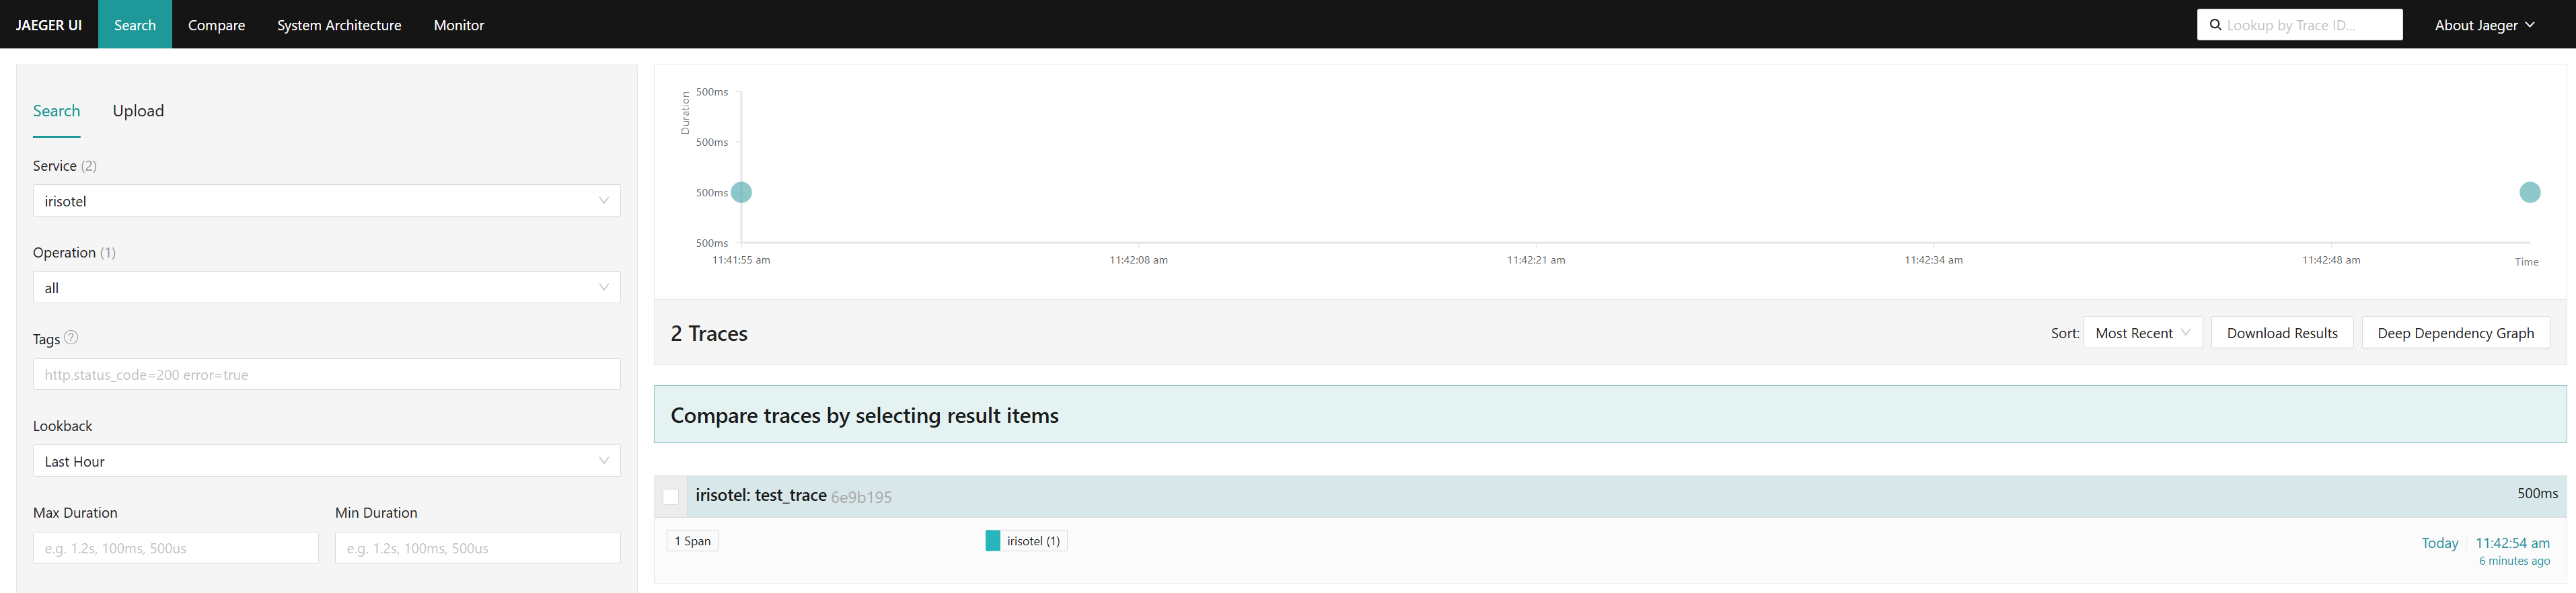 JAEGER UI Search Compare System Architecture Monitor Lookup by Trace ID... About Jaeger
Search Upload
Service (2)
irisotel
Operation (1)
all
Tags ?
http.status_code=200 error=true
Lookback
Last Hour
Max Duration Min Duration
e.g. 1.2s, 100ms, 500us e.g. 1.2s, 100ms, 500us
Duration
500ms
500ms
500ms
500ms
11:41:55 am 11:42:08 am 11:42:21 am 11:42:34 am 11:42:48 am Time
2 Traces Sort: Most Recent Download Results Deep Dependency Graph
Compare traces by selecting result items
irisotel: test_trace 6e9b195 500ms
1 Span irisotel (1) Today 11:42:54 am
6 minutes ago